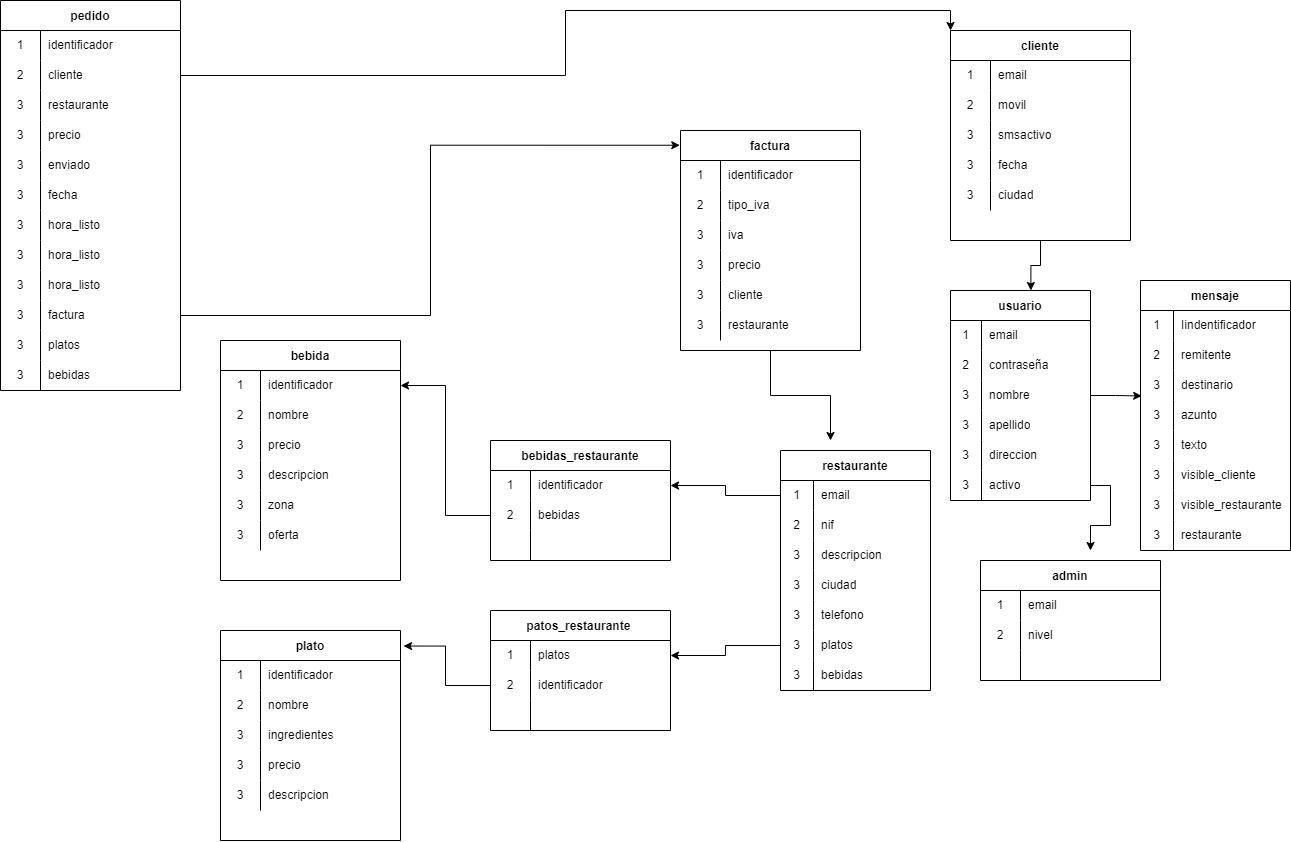 pedido
1 identificador
2 cliente
3 restaurante
3 precio
3 enviado
3 fecha
3 hora_listo
3 hora_listo
3 hora_listo
3 factura
3 platos
3 bebidas
cliente
1 email
2 movil
3 smsactivo
3 fecha
3 ciudad
factura
1 identificador
2 tipo_iva
3 iva
3 precio
3 cliente
3 restaurante
usuario
1 email
2 contraseña
3 nombre
3 apellido
3 direccion
3 activo
mensaje
1 lindentificador
2 remitente
3 destinario
3 azunto
3 texto
3 visible_cliente
3 visible_restaurante
3 restaurante
bebida
1 identificador
2 nombre
3 precio
3 descripcion
3 zona
3 oferta
bebidas_restaurante
1 identificador
2 bebidas
restaurante
1 email
2 nif
3 descripcion
3 ciudad
3 telefono
3 platos
3 bebidas
admin
1 email
2 nivel
patos_restaurante
1 platos
2 identificador
plato
1 identificador
2 nombre
3 ingredientes
3 precio
3 descripcion